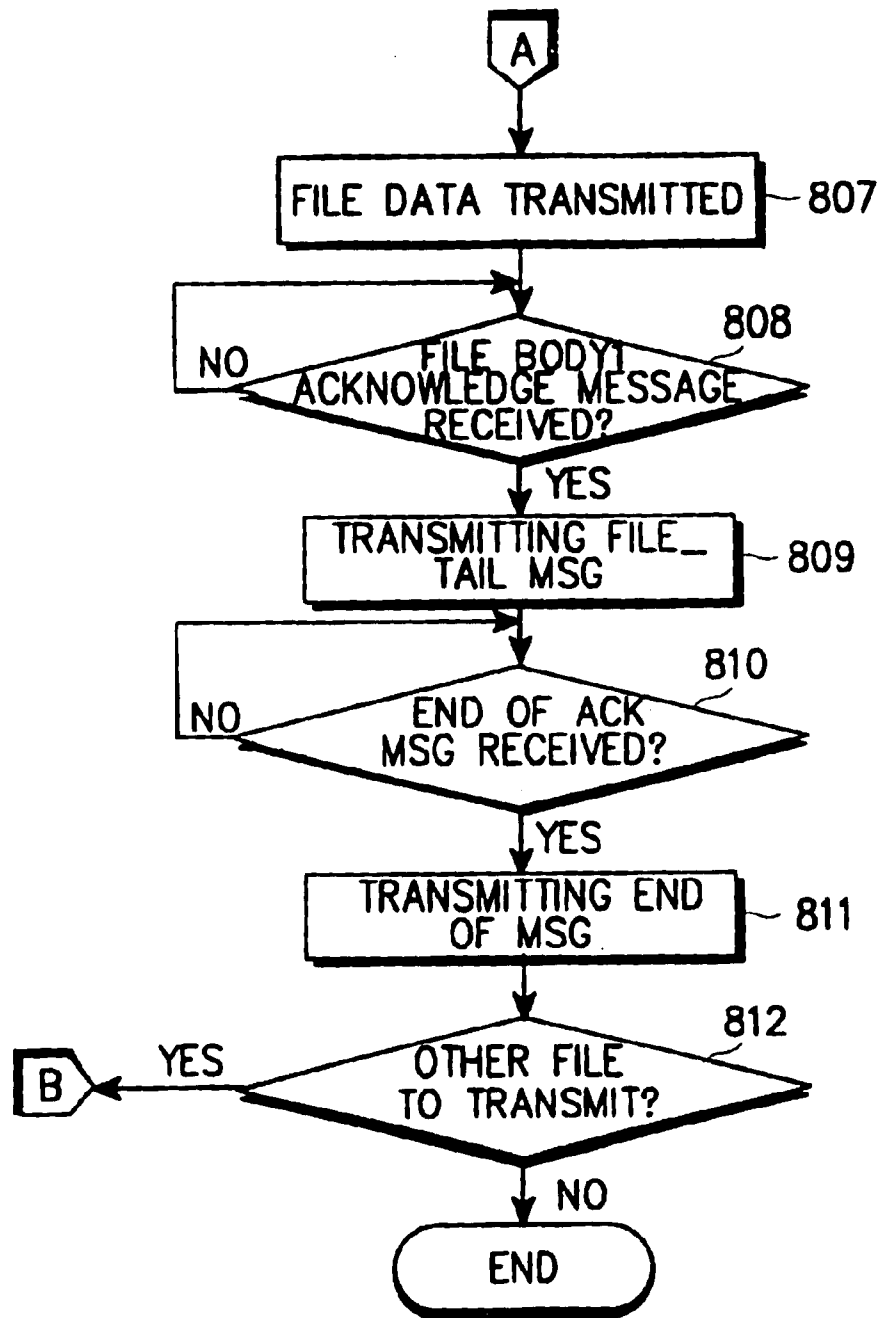 A
FILE DATA TRANSMITTED
807
808
FILE BODY1
ACKNOWLEDGE MESSAGE
RECEIVED?
NO
YES
TRANSMITTING FILE_
TAIL MSG
809
810
END OF ACK
MSG RECEIVED?
NO
YES
TRANSMITTING END
OF MSG
811
812
OTHER FILE
TO TRANSMIT?
YES
B
NO
END